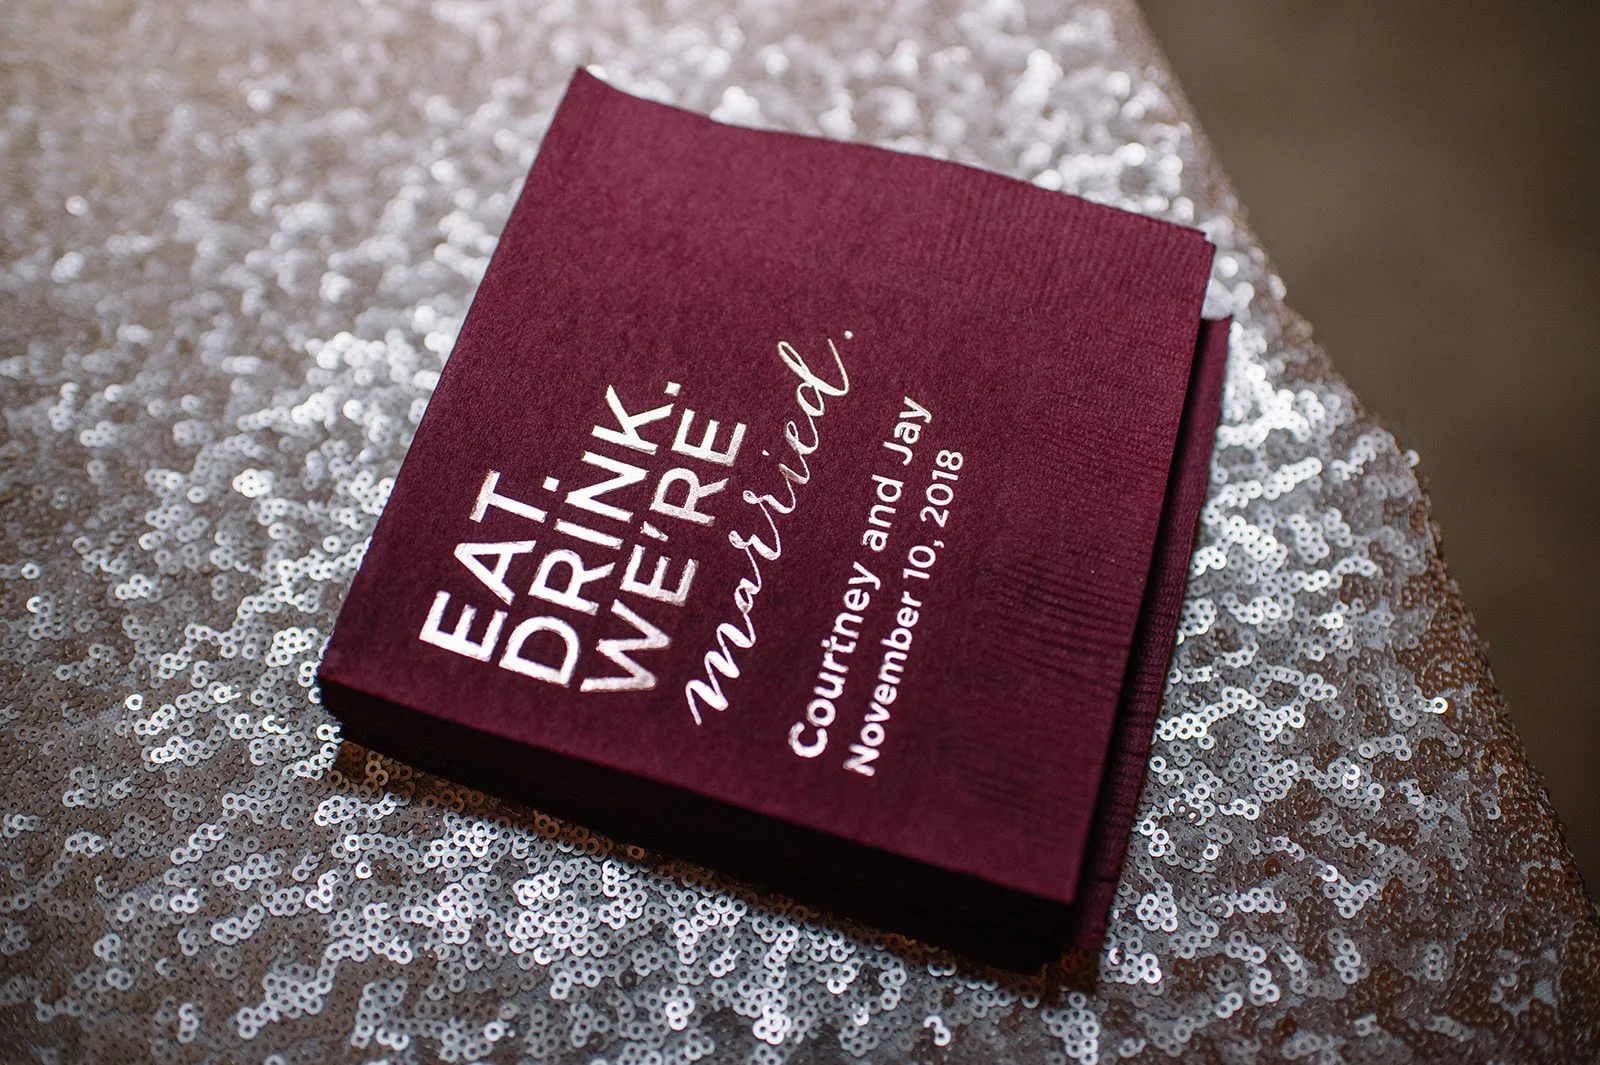 EAT.
DRINK.
WE'RE
married.
Courtney and Jay
November 10, 2018